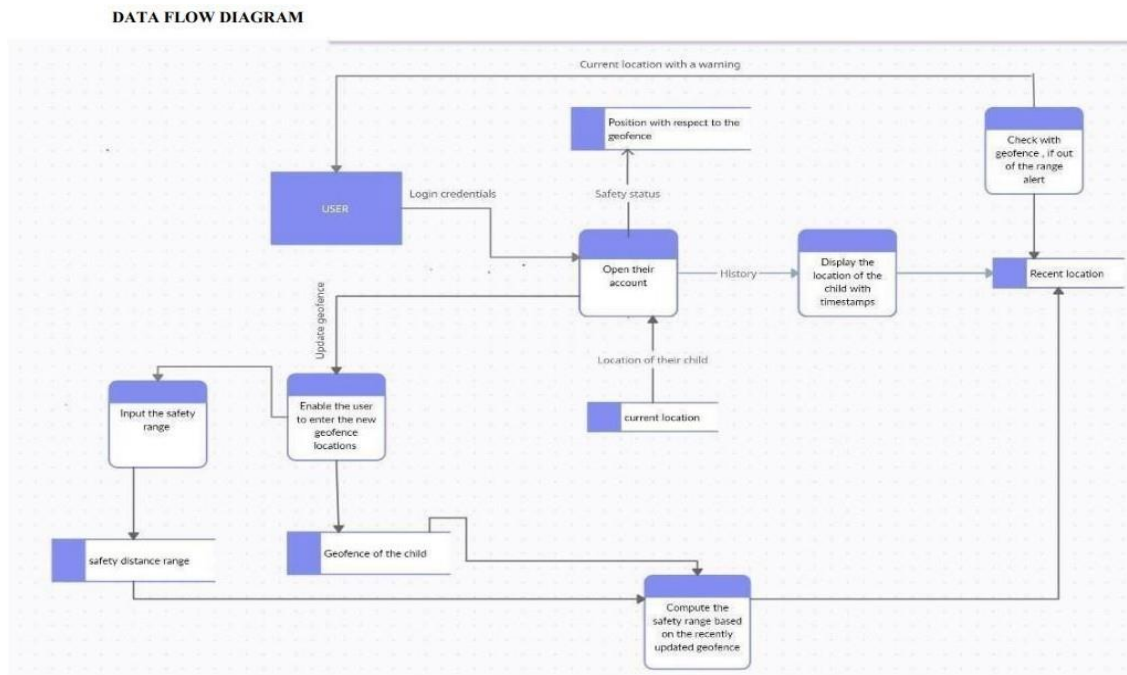 DATA FLOW DIAGRAM
Current location with a warning
Position with respect to the
geofence
Check with
geofence , if out
of the range
alert
USER
Login credentials
Safety status
Open their
account
History
Display the
location of the
child with
timestamps
Recent location
Update geofence
Location of their child
Input the safety
range
Enable the user
to enter the new
geofence
locations
current location
safety distance range
Geofence of the child
Compute the
safety range based
on the recently
updated geofence